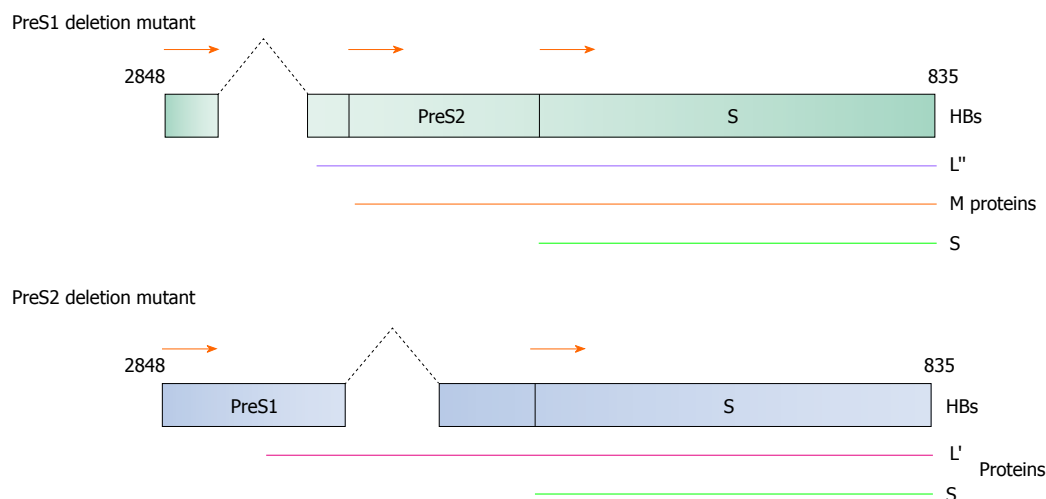 PreS1 deletion mutant
2848
835
PreS2
S
HBs
L"
M proteins
S
PreS2 deletion mutant
2848
835
PreS1
S
HBs
L'
Proteins
S